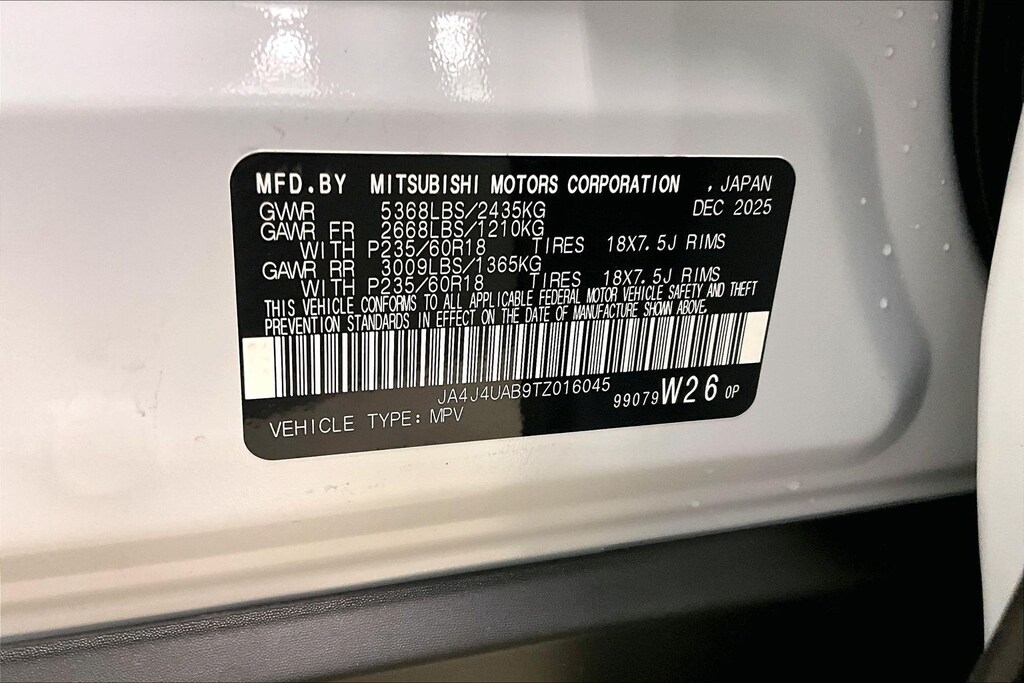 MFD.BY MITSUBISHI MOTORS CORPORATION , JAPAN
DEC 2025
GVWR 5368LBS/2435KG
GAWR FR 2668LBS/1210KG
WITH P235/60R18 TIRES 18X7.5J RIMS
GAWR RR 3009LBS/1365KG
WITH P235/60R18 TIRES 18X7.5J RIMS
THIS VEHICLE CONFORMS TO ALL APPLICABLE FEDERAL MOTOR VEHICLE SAFETY AND THEFT
PREVENTION STANDARDS IN EFFECT ON THE DATE OF MANUFACTURE SHOWN ABOVE.
JA4J4UAB9TZ016045
99079 W26 OP
VEHICLE TYPE: MPV